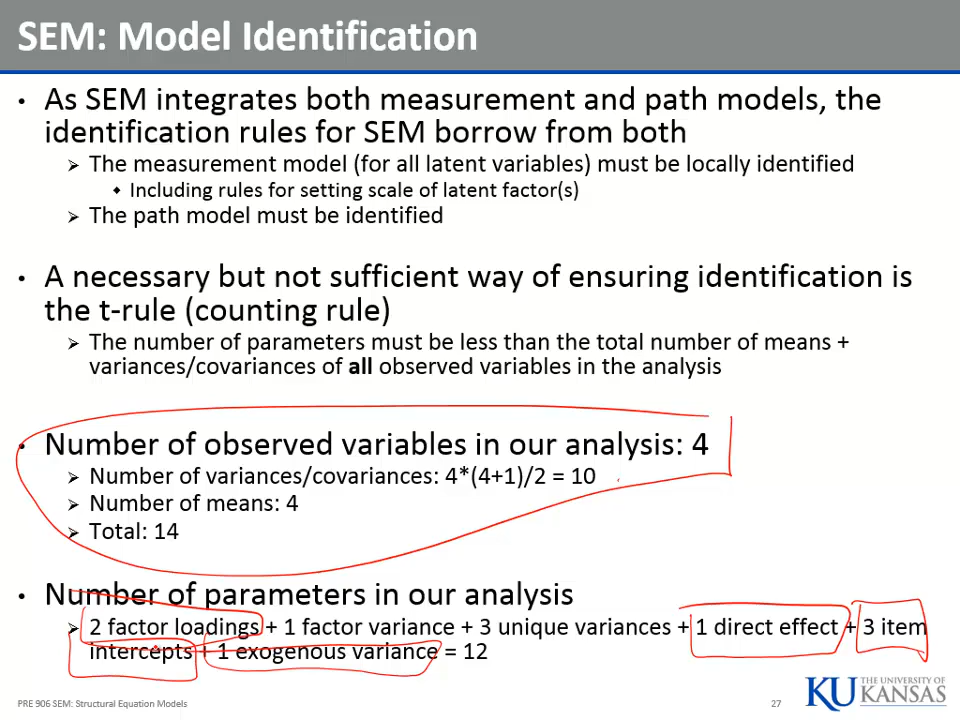 SEM: Model Identification
• As SEM integrates both measurement and path models, the
identification rules for SEM borrow from both
➢ The measurement model (for all latent variables) must be locally identified
◆ Including rules for setting scale of latent factor(s)
➢ The path model must be identified
• A necessary but not sufficient way of ensuring identification is
the t-rule (counting rule)
➢ The number of parameters must be less than the total number of means +
variances/covariances of all observed variables in the analysis
• Number of observed variables in our analysis: 4
➢ Number of variances/covariances: 4*(4+1)/2 = 10
➢ Number of means: 4
➢ Total: 14
• Number of parameters in our analysis
➢ 2 factor loadings + 1 factor variance + 3 unique variances + 1 direct effect + 3 item
intercepts + 1 exogenous variance = 12
PRE 906 SEM: Structural Equation Models
27
KU THE UNIVERSITY OF
KANSAS